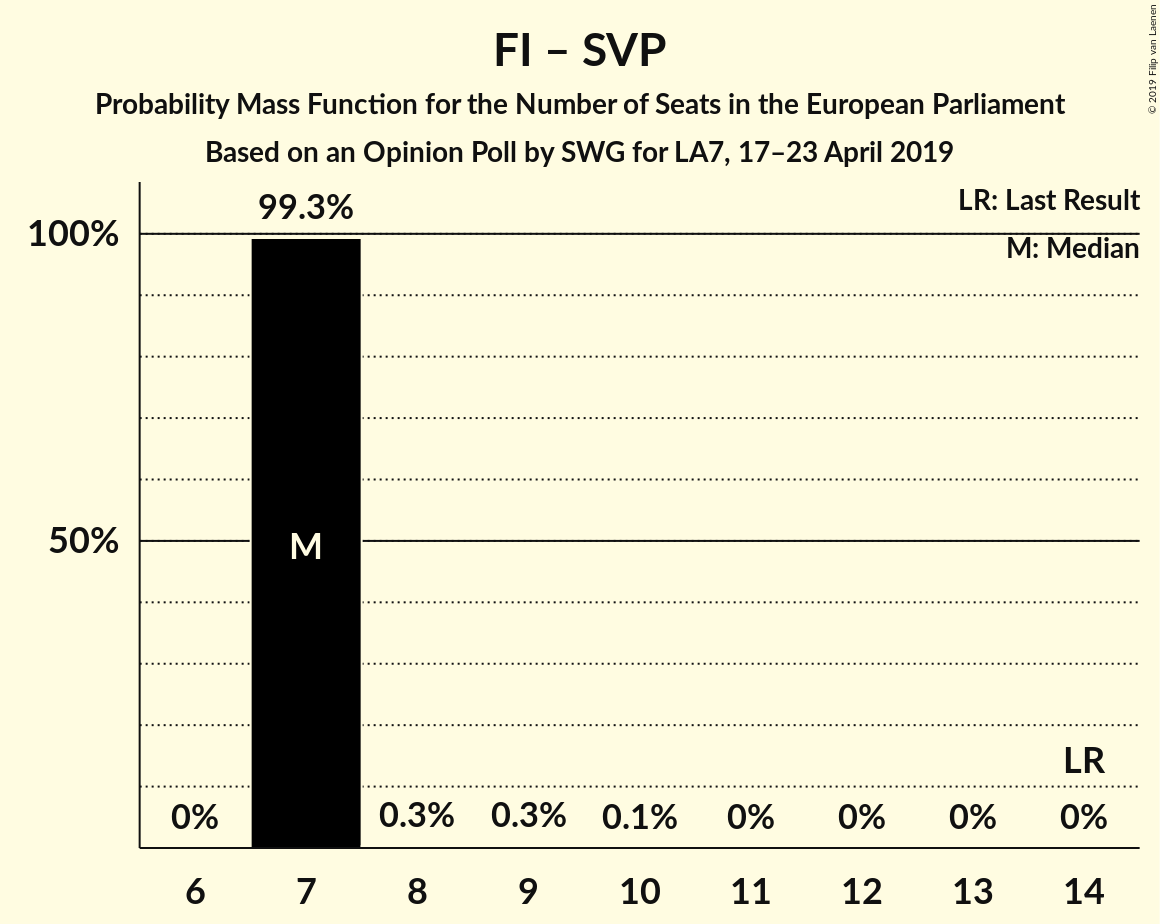 FI – SVP
Probability Mass Function for the Number of Seats in the European Parliament
Based on an Opinion Poll by SWG for LA7, 17–23 April 2019
© 2019 Filip van Laenen
LR: Last Result
M: Median
99.3%
100%
50%
M
LR
0% 0.3% 0.3% 0.1% 0% 0% 0% 0%
6 7 8 9 10 11 12 13 14